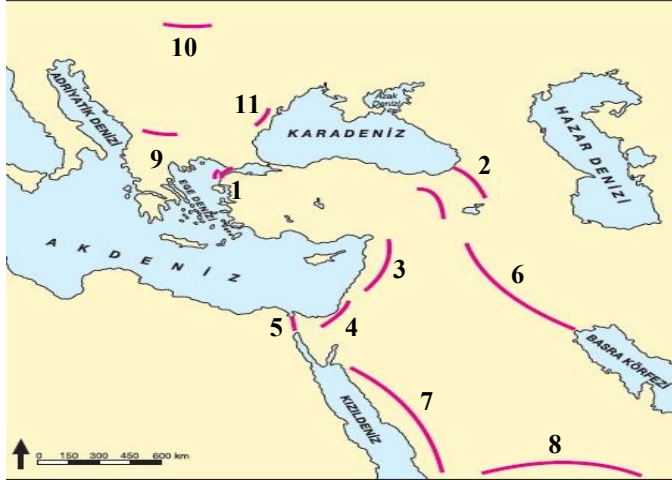 10
ADRİYATİK DENİZİ
11
Azak
Denizi
KARADENİZ
HAZAR DENİZİ
9
EGE DENİZİ
1
2
AKDENİZ
3
6
5
4
BASRA KÖRFEZİ
KIZILDENİZ
7
8
0 150 300 450 600 km